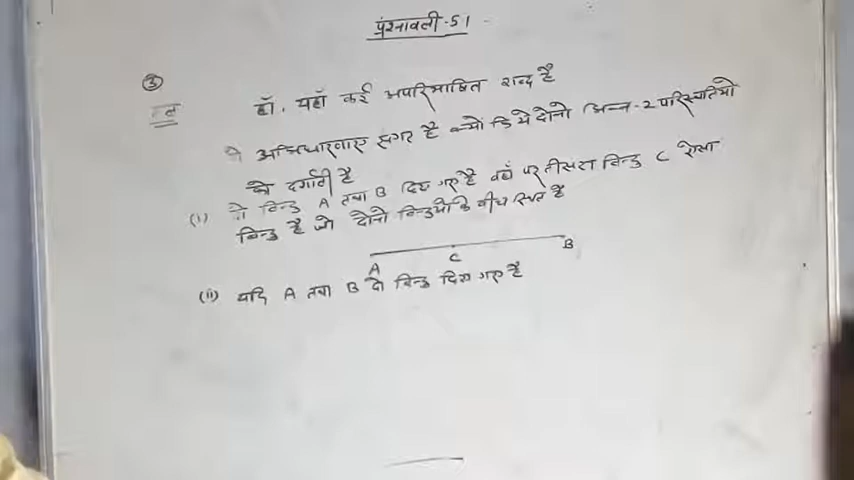 प्रश्नावली-5.1
③
हल
हाँ, यहाँ कई अपरिभाषित शब्द है
ये अभिधारणाएं संगत है क्यों कि ये दोनो भिन्न-2 परिस्थतियो
को दर्शाती है
(i) दो बिन्दु A तथा B दिए गए है वहाँ पर तीसरा बिन्दु C ऐसा
बिन्दु है जो दोनो बिन्दुओ के बीच स्थित है
A C B
(ii) यदि A तथा B दो बिन्दु दिए गए है